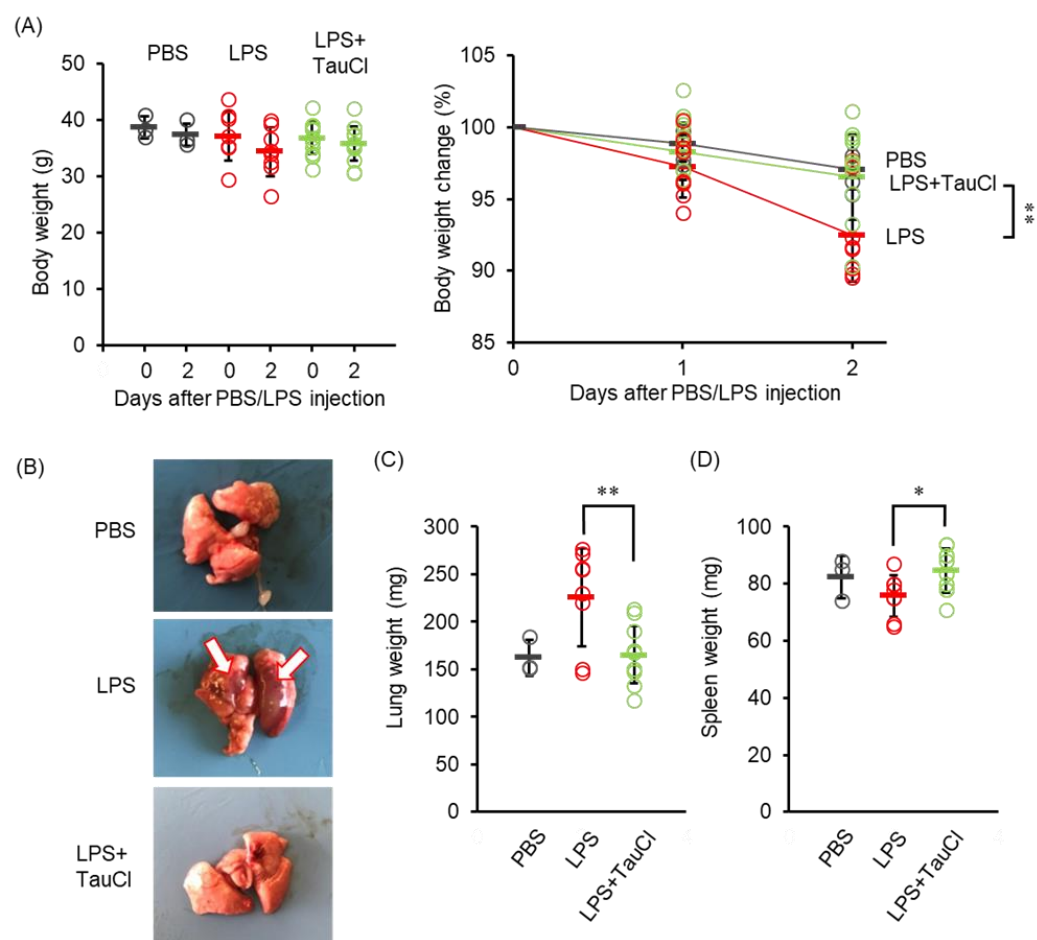 (A)
PBS
LPS
LPS+
TauCl
50
40
30
20
10
0
Body weight (g)
0
2
0
2
0
2
Days after PBS/LPS injection
105
100
95
90
85
Body weight change (%)
PBS
LPS+TauCl
LPS
**
0
1
2
Days after PBS/LPS injection
(B)
PBS
LPS
LPS+
TauCl
(C)
**
300
250
200
150
100
50
0
Lung weight (mg)
PBS
LPS
LPS+TauCl
(D)
*
100
80
60
40
20
0
Spleen weight (mg)
PBS
LPS
LPS+TauCl